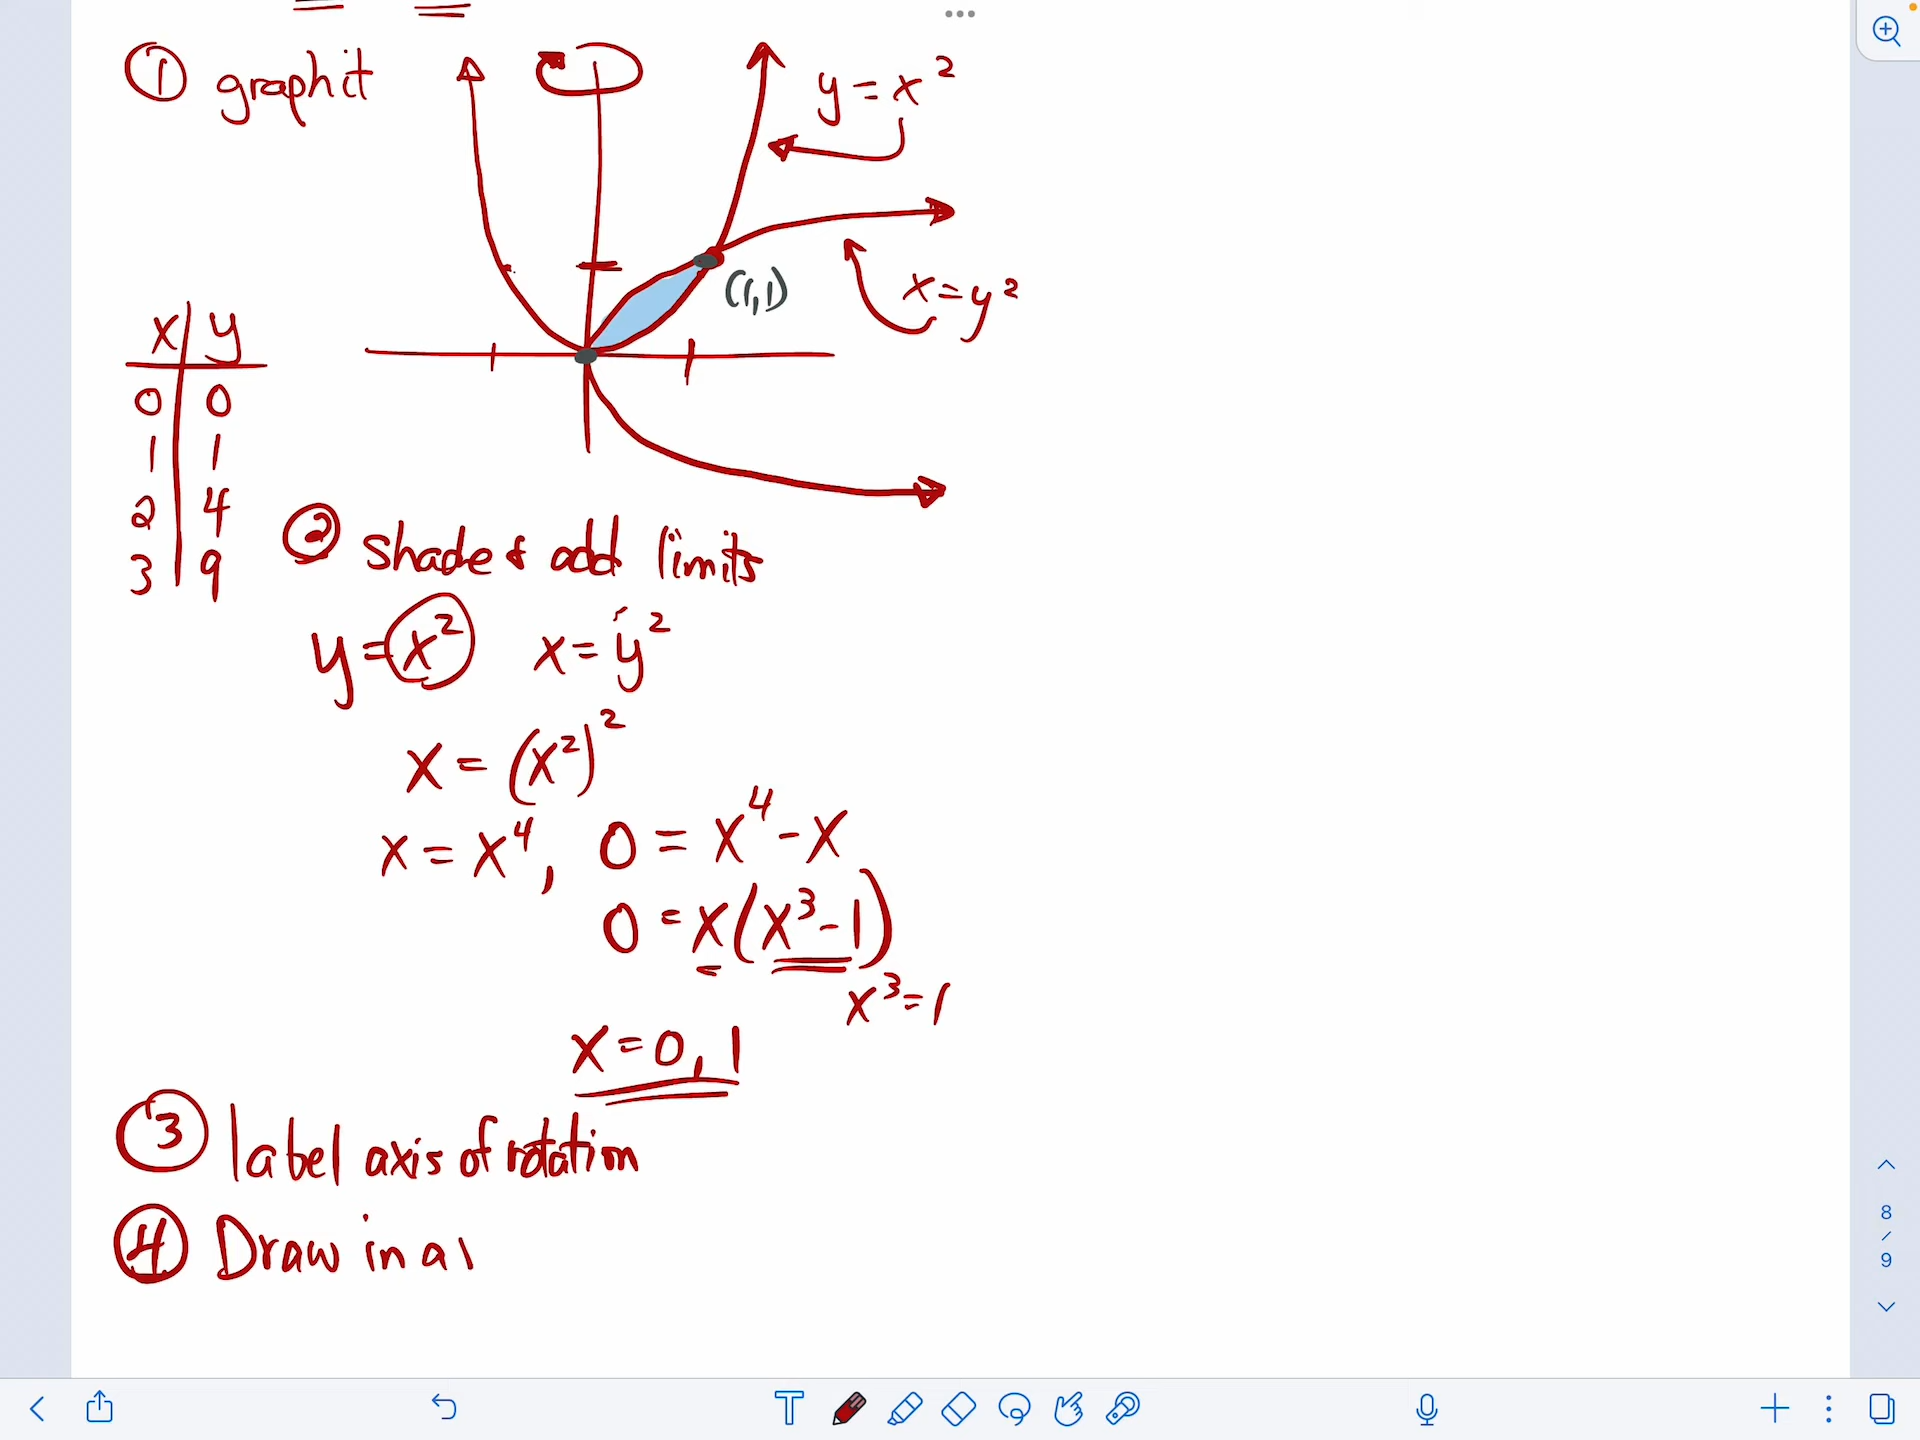 ① graph it
y = x²
x = y²
(1,1)
x y
0 0
1 1
2 4
3 9
② shade & add limits
y = x² x = y²
x = (x²)²
x = x⁴, 0 = x⁴ - x
0 = x(x³ - 1)
x³ = 1
x = 0, 1
③ label axis of rotation
④ Draw in a
8
/
9
T